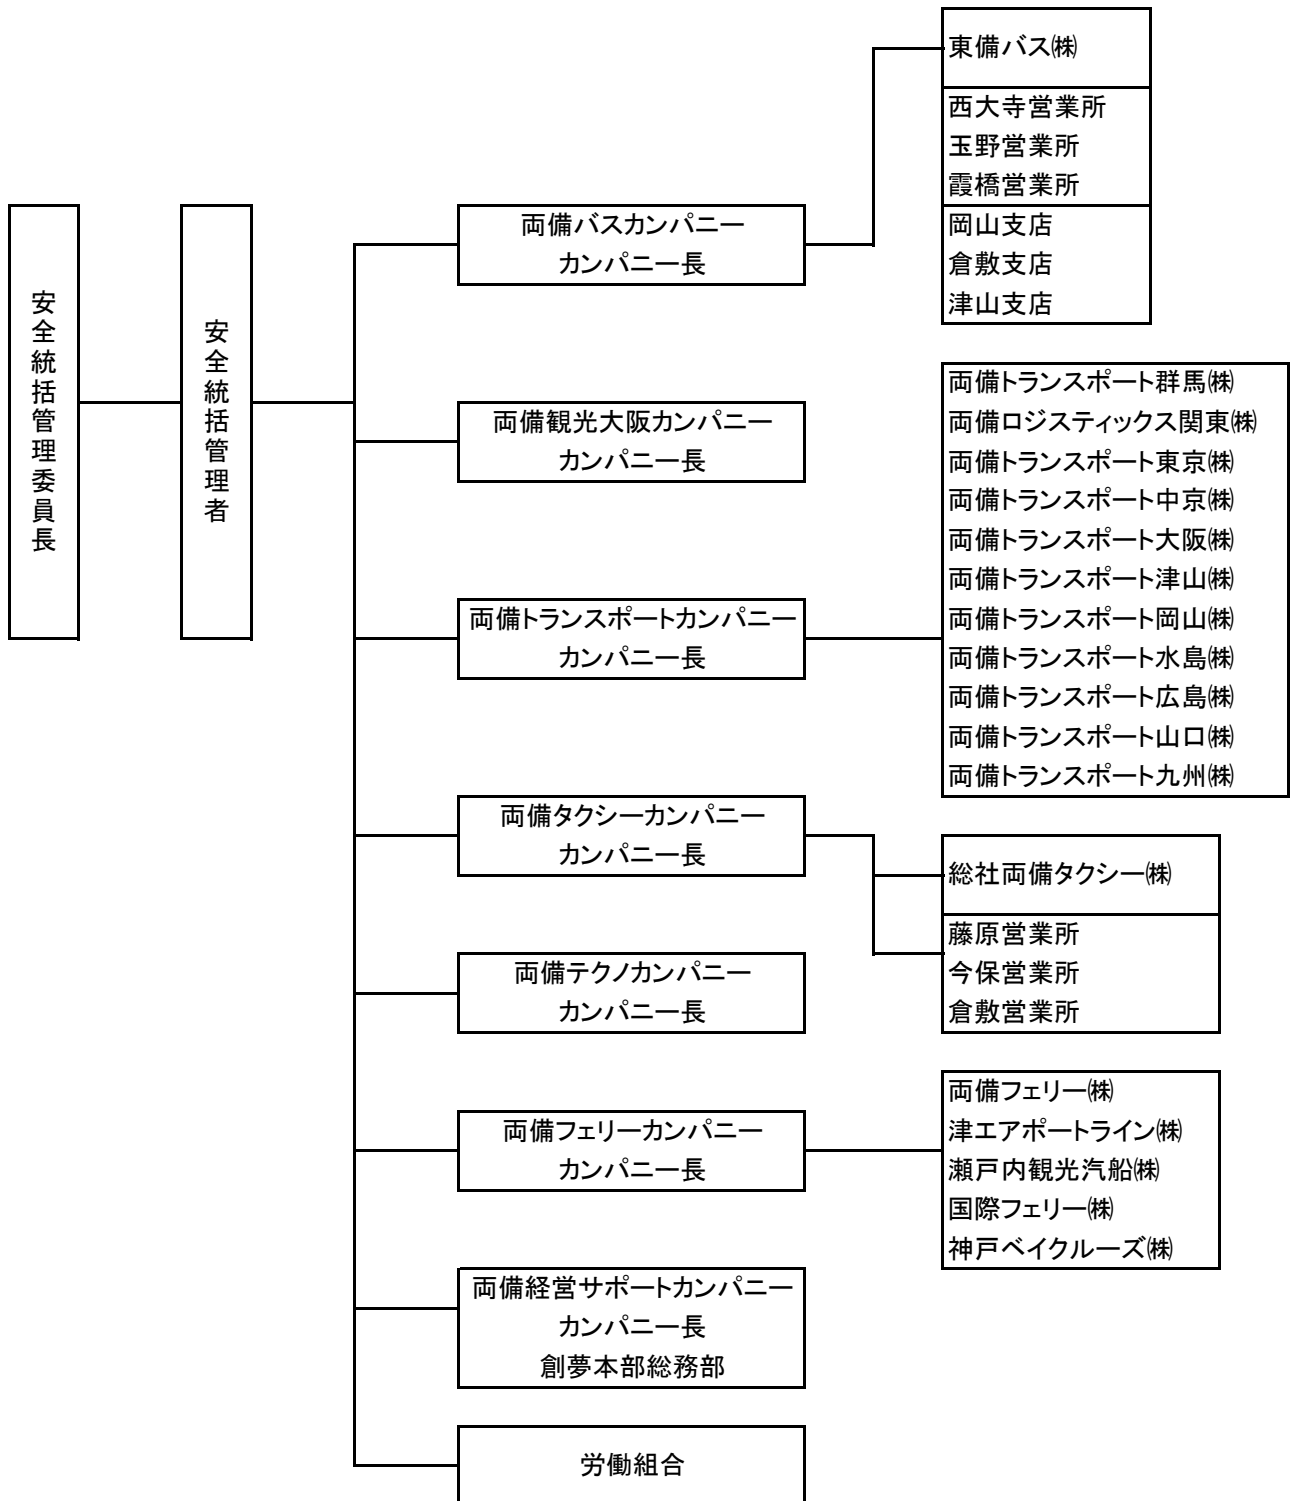 安全統括管理委員長
安全統括管理者
両備バスカンパニー
カンパニー長
東備バス㈱
西大寺営業所
玉野営業所
霞橋営業所
岡山支店
倉敷支店
津山支店
両備観光大阪カンパニー
カンパニー長
両備トランスポートカンパニー
カンパニー長
両備トランスポート群馬㈱
両備ロジスティックス関東㈱
両備トランスポート東京㈱
両備トランスポート中京㈱
両備トランスポート大阪㈱
両備トランスポート津山㈱
両備トランスポート岡山㈱
両備トランスポート水島㈱
両備トランスポート広島㈱
両備トランスポート山口㈱
両備トランスポート九州㈱
両備タクシーカンパニー
カンパニー長
総社両備タクシー㈱
藤原営業所
今保営業所
倉敷営業所
両備テクノカンパニー
カンパニー長
両備フェリーカンパニー
カンパニー長
両備フェリー㈱
津エアポートライン㈱
瀬戸内観光汽船㈱
国際フェリー㈱
神戸ベイクルーズ㈱
両備経営サポートカンパニー
カンパニー長
創夢本部総務部
労働組合